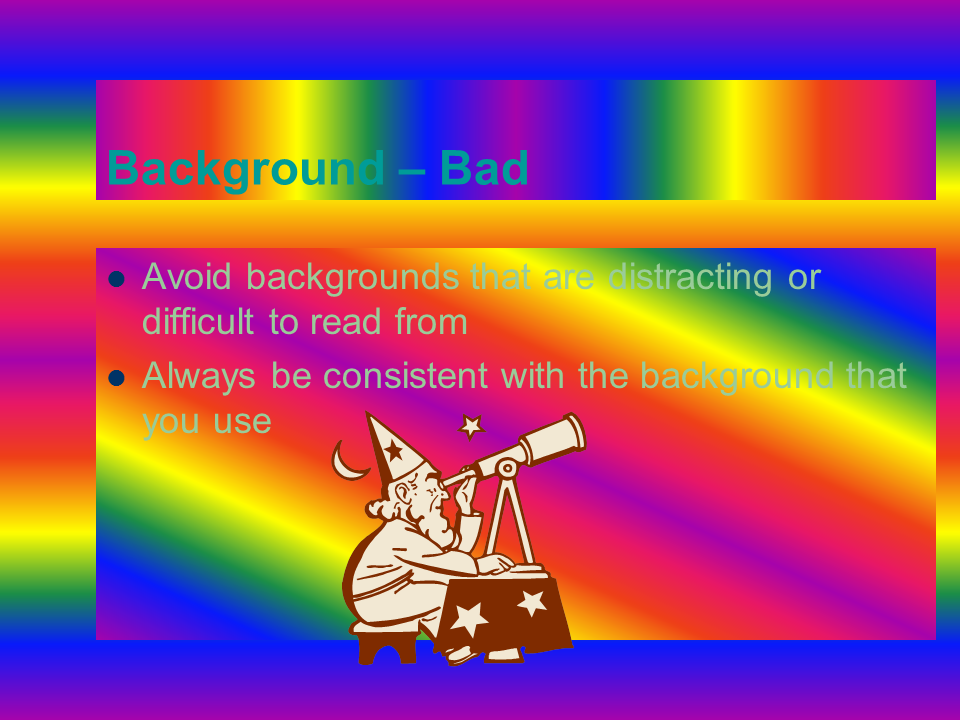 Background – Bad
Avoid backgrounds that are distracting or
difficult to read from
Always be consistent with the background that
you use